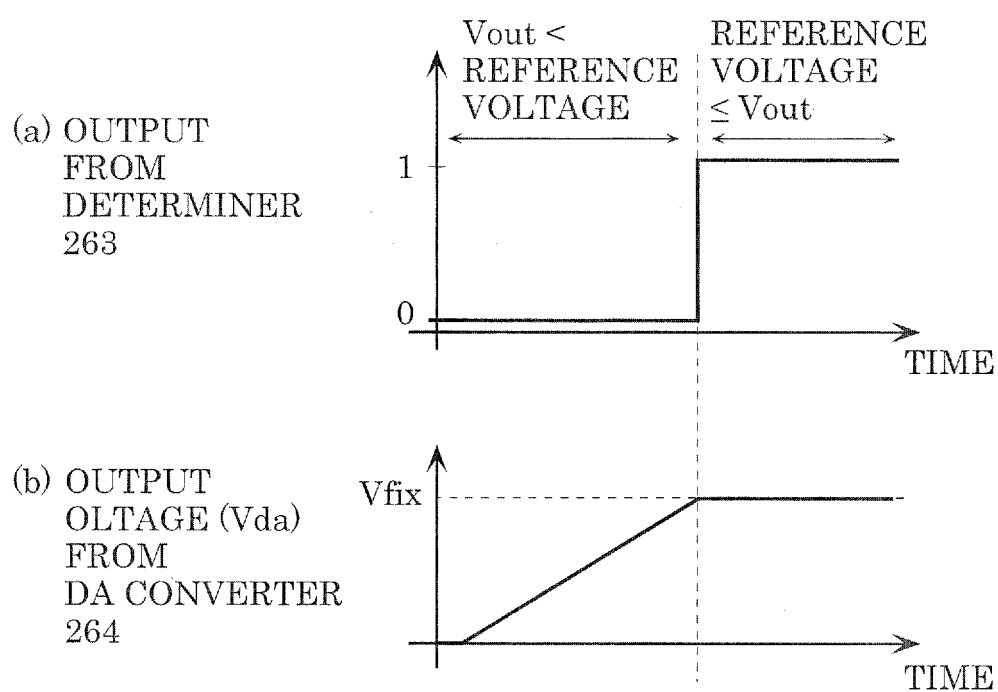 Vout <
REFERENCE
VOLTAGE
REFERENCE
VOLTAGE
≤ Vout
(a) OUTPUT
FROM
DETERMINER
263
1
0
TIME
(b) OUTPUT
OLTAGE (Vda)
FROM
DA CONVERTER
264
Vfix
TIME